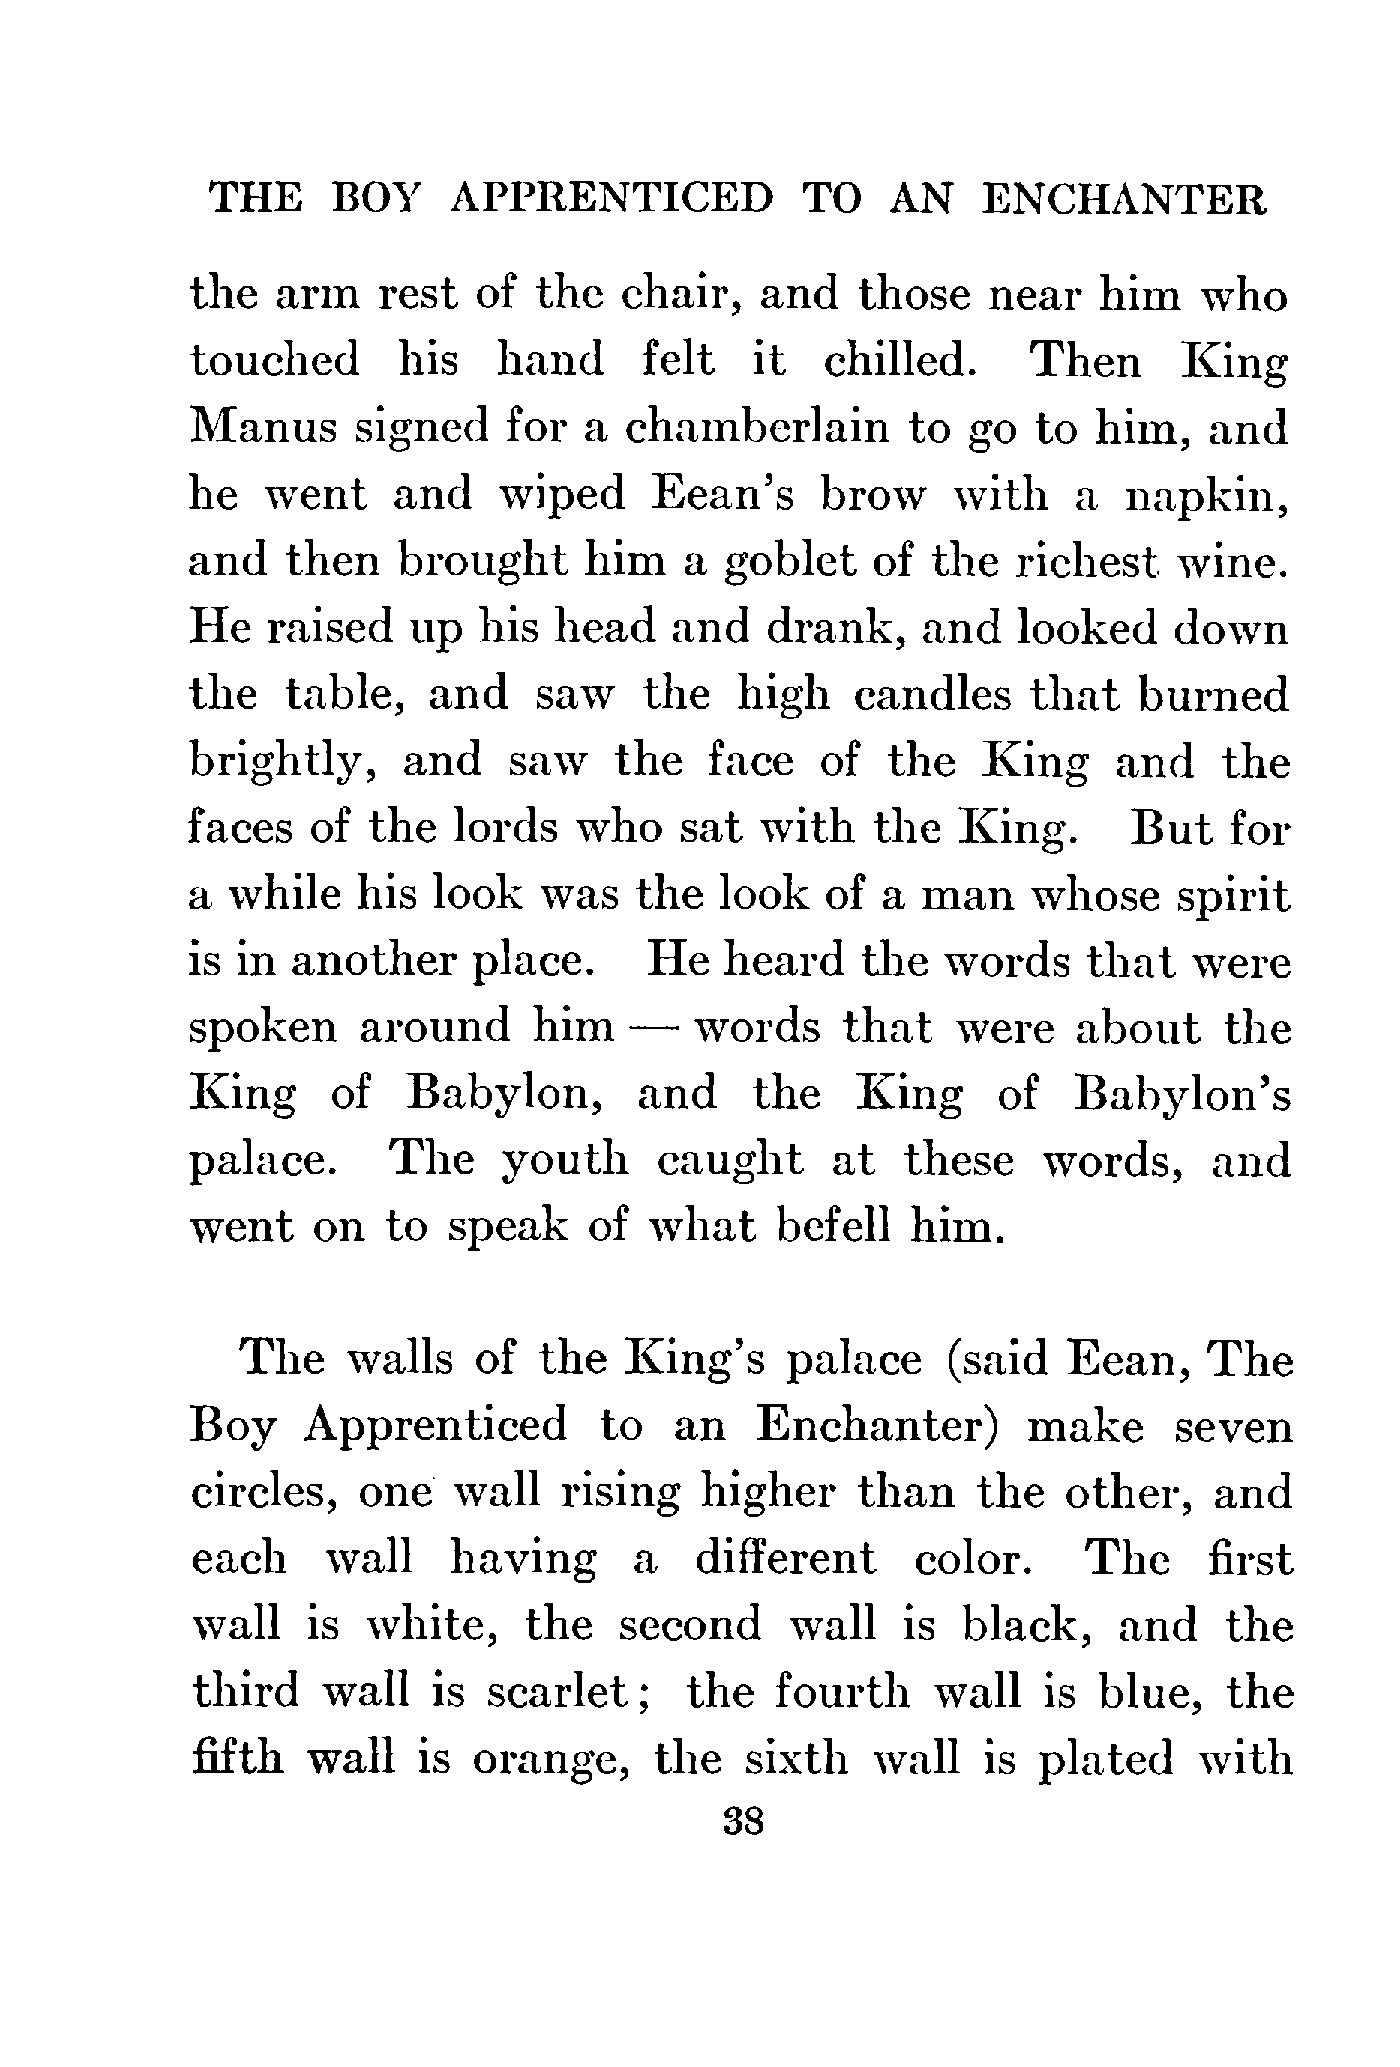 THE BOY APPRENTICED TO AN ENCHANTER
the arm rest of the chair, and those near him who
touched his hand felt it chilled. Then King
Manus signed for a chamberlain to go to him, and
he went and wiped Eean's brow with a napkin,
and then brought him a goblet of the richest wine.
He raised up his head and drank, and looked down
the table, and saw the high candles that burned
brightly, and saw the face of the King and the
faces of the lords who sat with the King. But for
a while his look was the look of a man whose spirit
is in another place. He heard the words that were
spoken around him — words that were about the
King of Babylon, and the King of Babylon's
palace. The youth caught at these words, and
went on to speak of what befell him.
The walls of the King's palace (said Eean, The
Boy Apprenticed to an Enchanter) make seven
circles, one wall rising higher than the other, and
each wall having a different color. The first
wall is white, the second wall is black, and the
third wall is scarlet; the fourth wall is blue, the
fifth wall is orange, the sixth wall is plated with
38